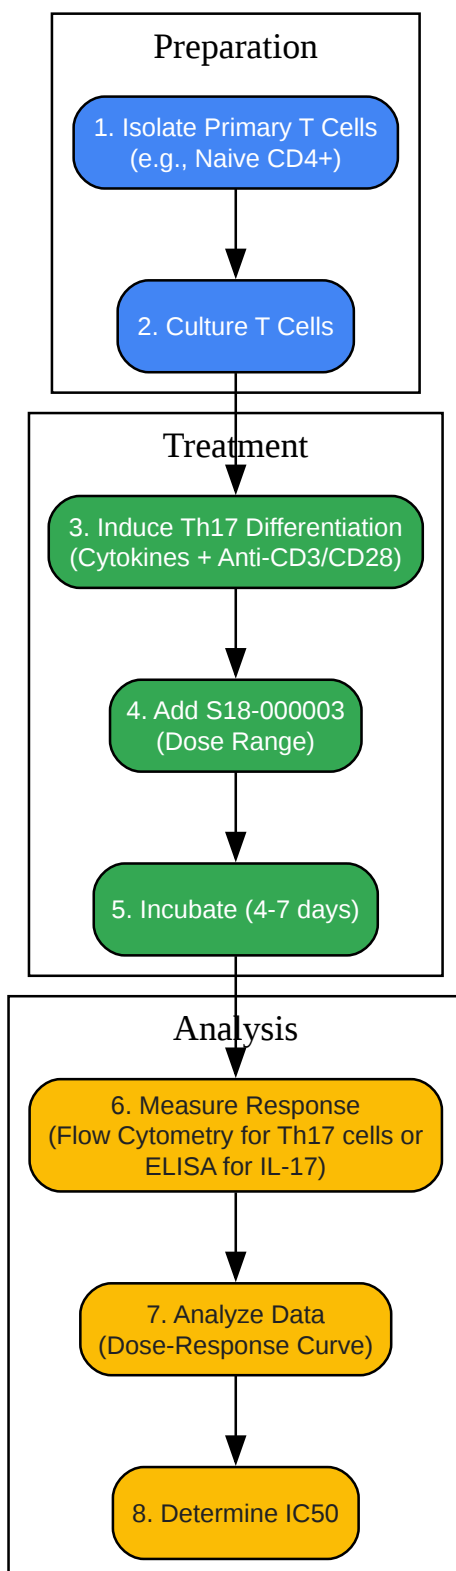 Preparation
1. Isolate Primary T Cells
(e.g., Naive CD4+)
2. Culture T Cells
Treatment
3. Induce Th17 Differentiation
(Cytokines + Anti-CD3/CD28)
4. Add S18-000003
(Dose Range)
5. Incubate (4-7 days)
Analysis
6. Measure Response
(Flow Cytometry for Th17 cells or
ELISA for IL-17)
7. Analyze Data
(Dose-Response Curve)
8. Determine IC50